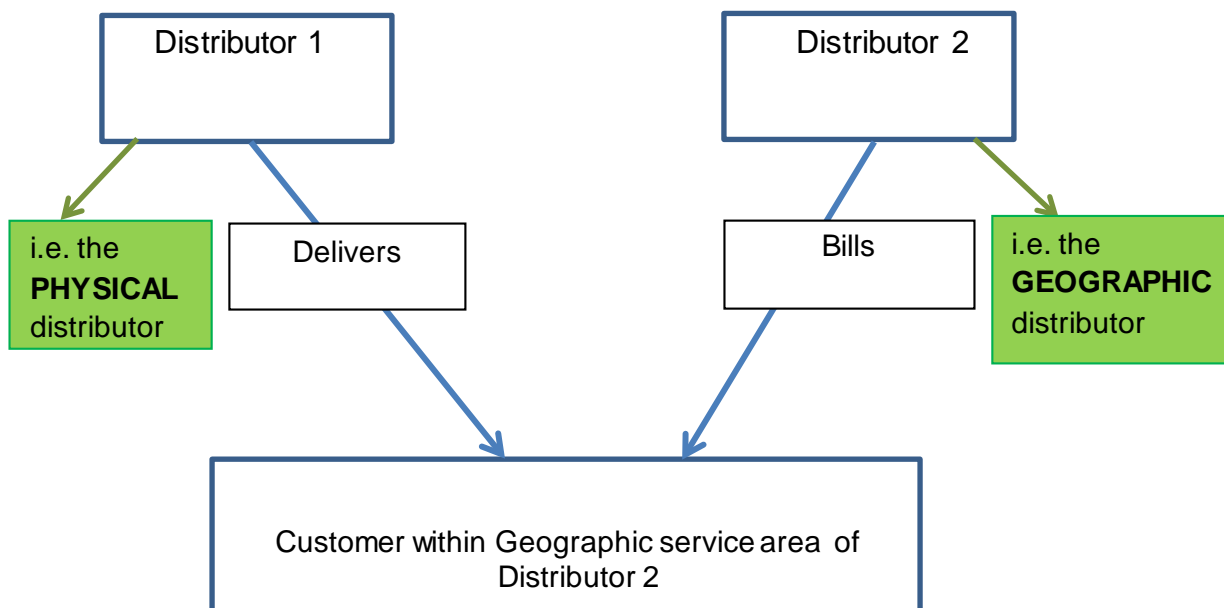 Distributor 1
Distributor 2
i.e. the
PHYSICAL
distributor
Delivers
Bills
i.e. the
GEOGRAPHIC
distributor
Customer within Geographic service area of
Distributor 2